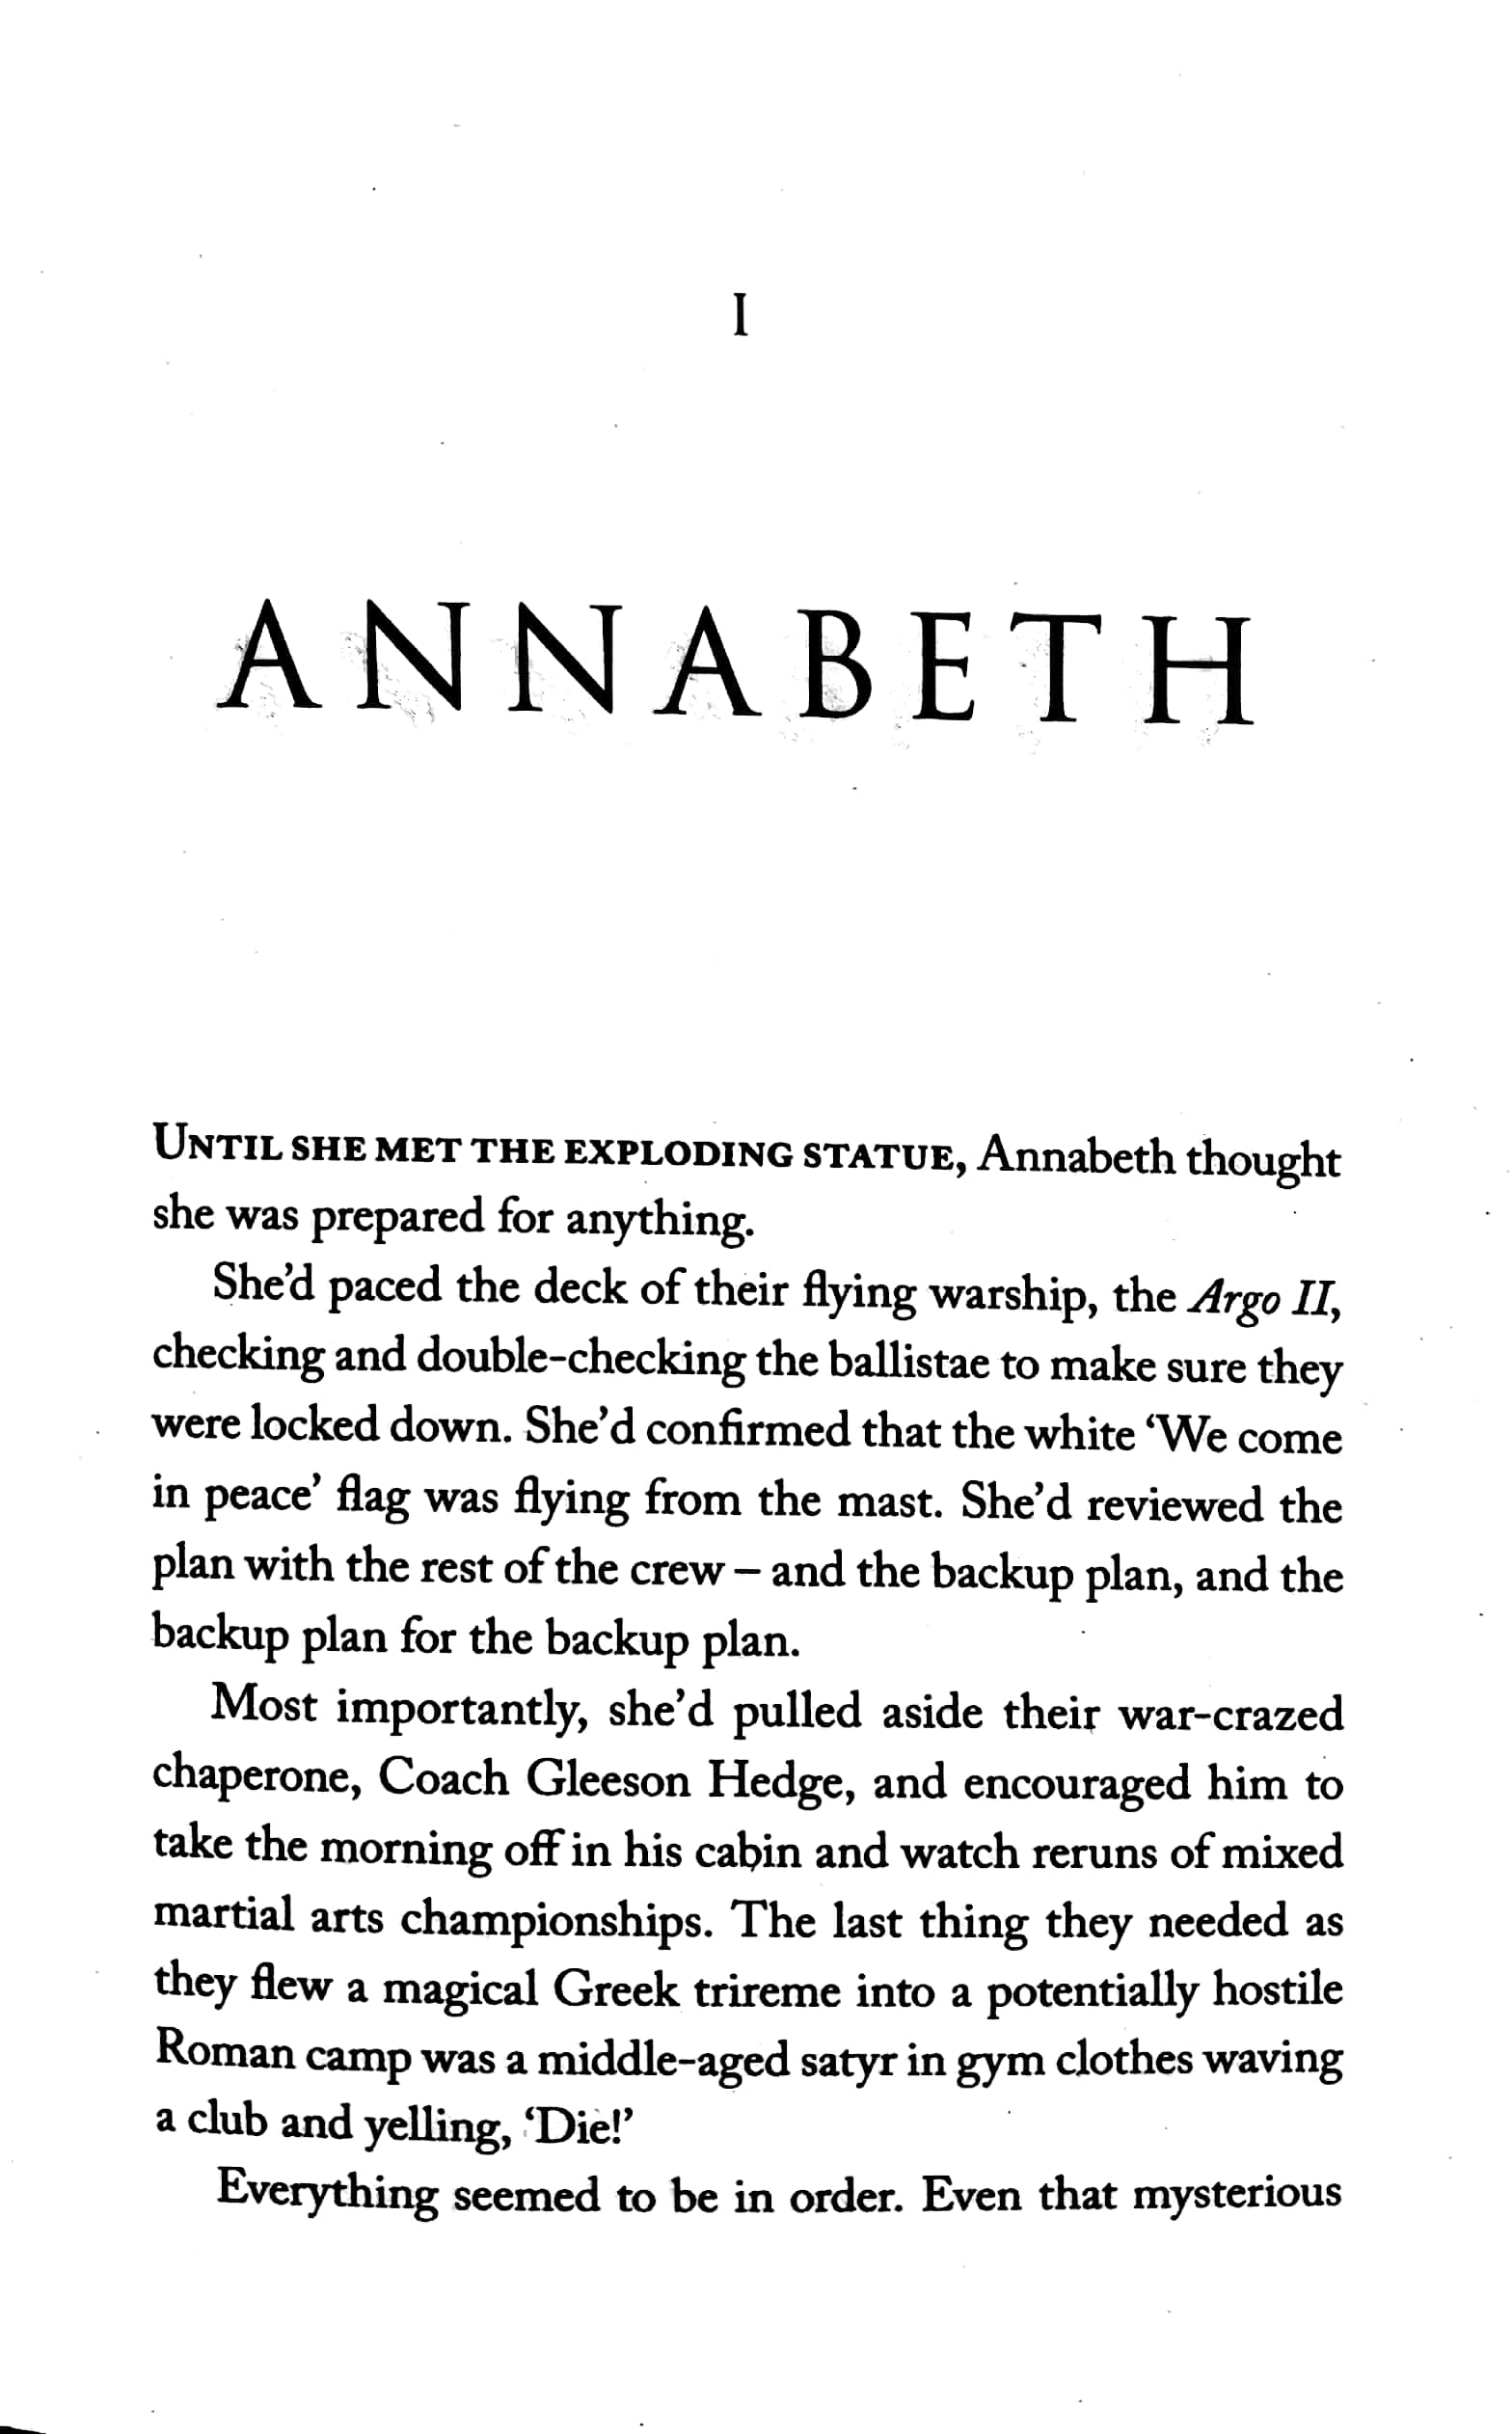 I
ANNABETH
UNTIL SHE MET THE EXPLODING STATUE, Annabeth thought
she was prepared for anything.
She’d paced the deck of their flying warship, the Argo II,
checking and double-checking the ballistae to make sure they
were locked down. She’d confirmed that the white ‘We come
in peace’ flag was flying from the mast. She’d reviewed the
plan with the rest of the crew – and the backup plan, and the
backup plan for the backup plan.
Most importantly, she’d pulled aside their war-crazed
chaperone, Coach Gleeson Hedge, and encouraged him to
take the morning off in his cabin and watch reruns of mixed
martial arts championships. The last thing they needed as
they flew a magical Greek trireme into a potentially hostile
Roman camp was a middle-aged satyr in gym clothes waving
a club and yelling, ‘Die!’
Everything seemed to be in order. Even that mysterious